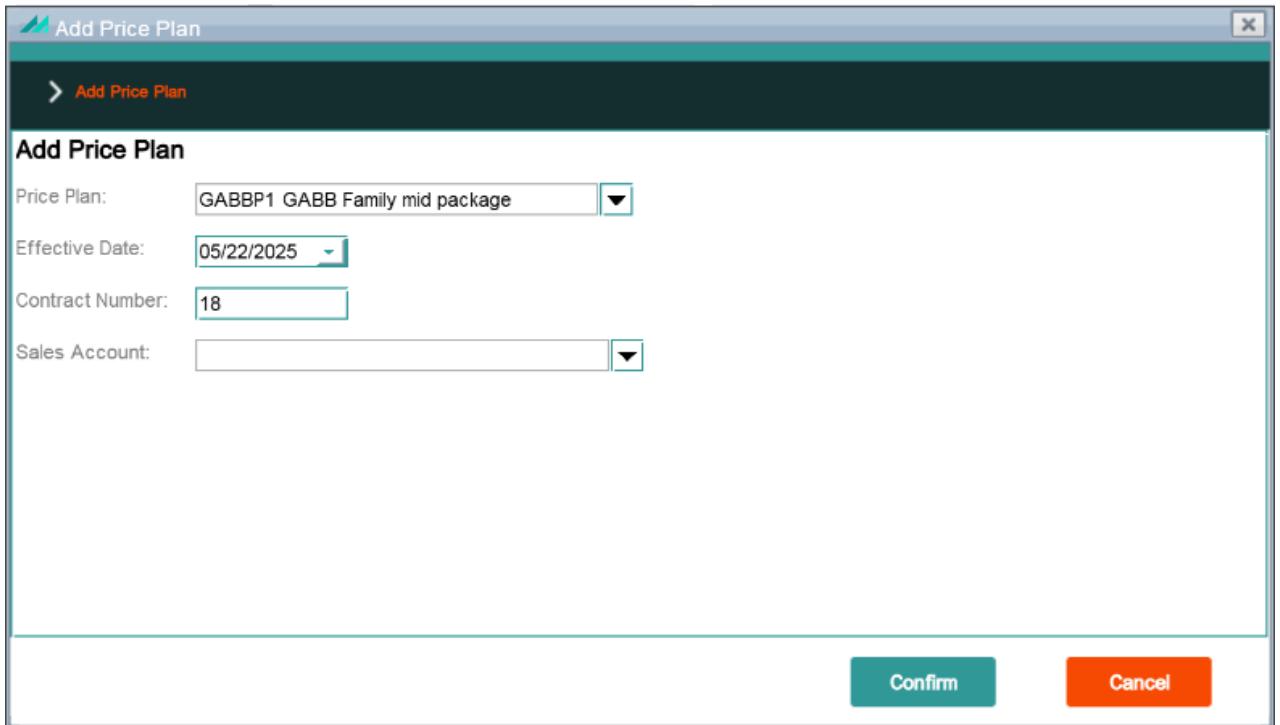 Add Price Plan
Add Price Plan
Add Price Plan
Price Plan: GABBP1 GABB Family mid package
Effective Date: 05/22/2025
Contract Number: 18
Sales Account:
Confirm Cancel